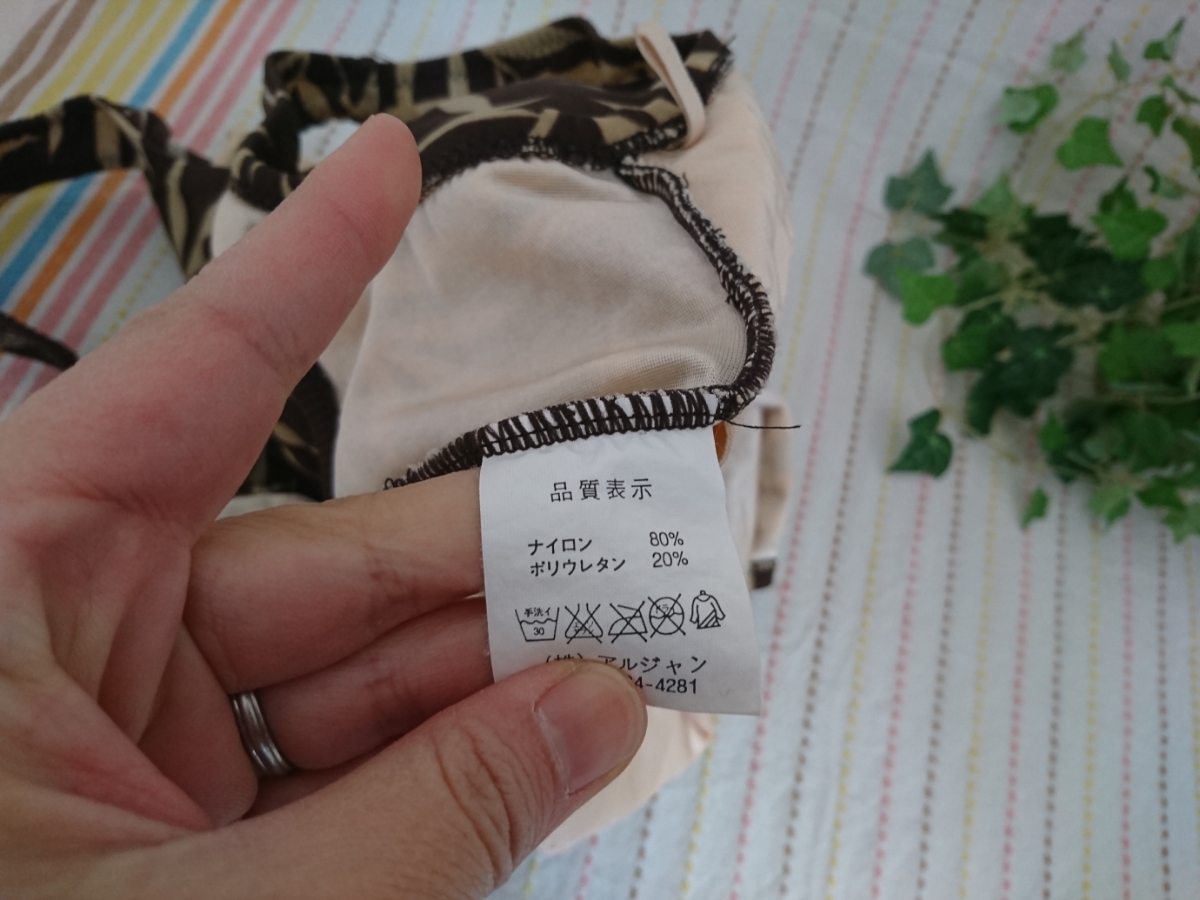 品質表示
ナイロン 80%
ポリウレタン 20%
手洗イ
30
アルジャン
4-4281